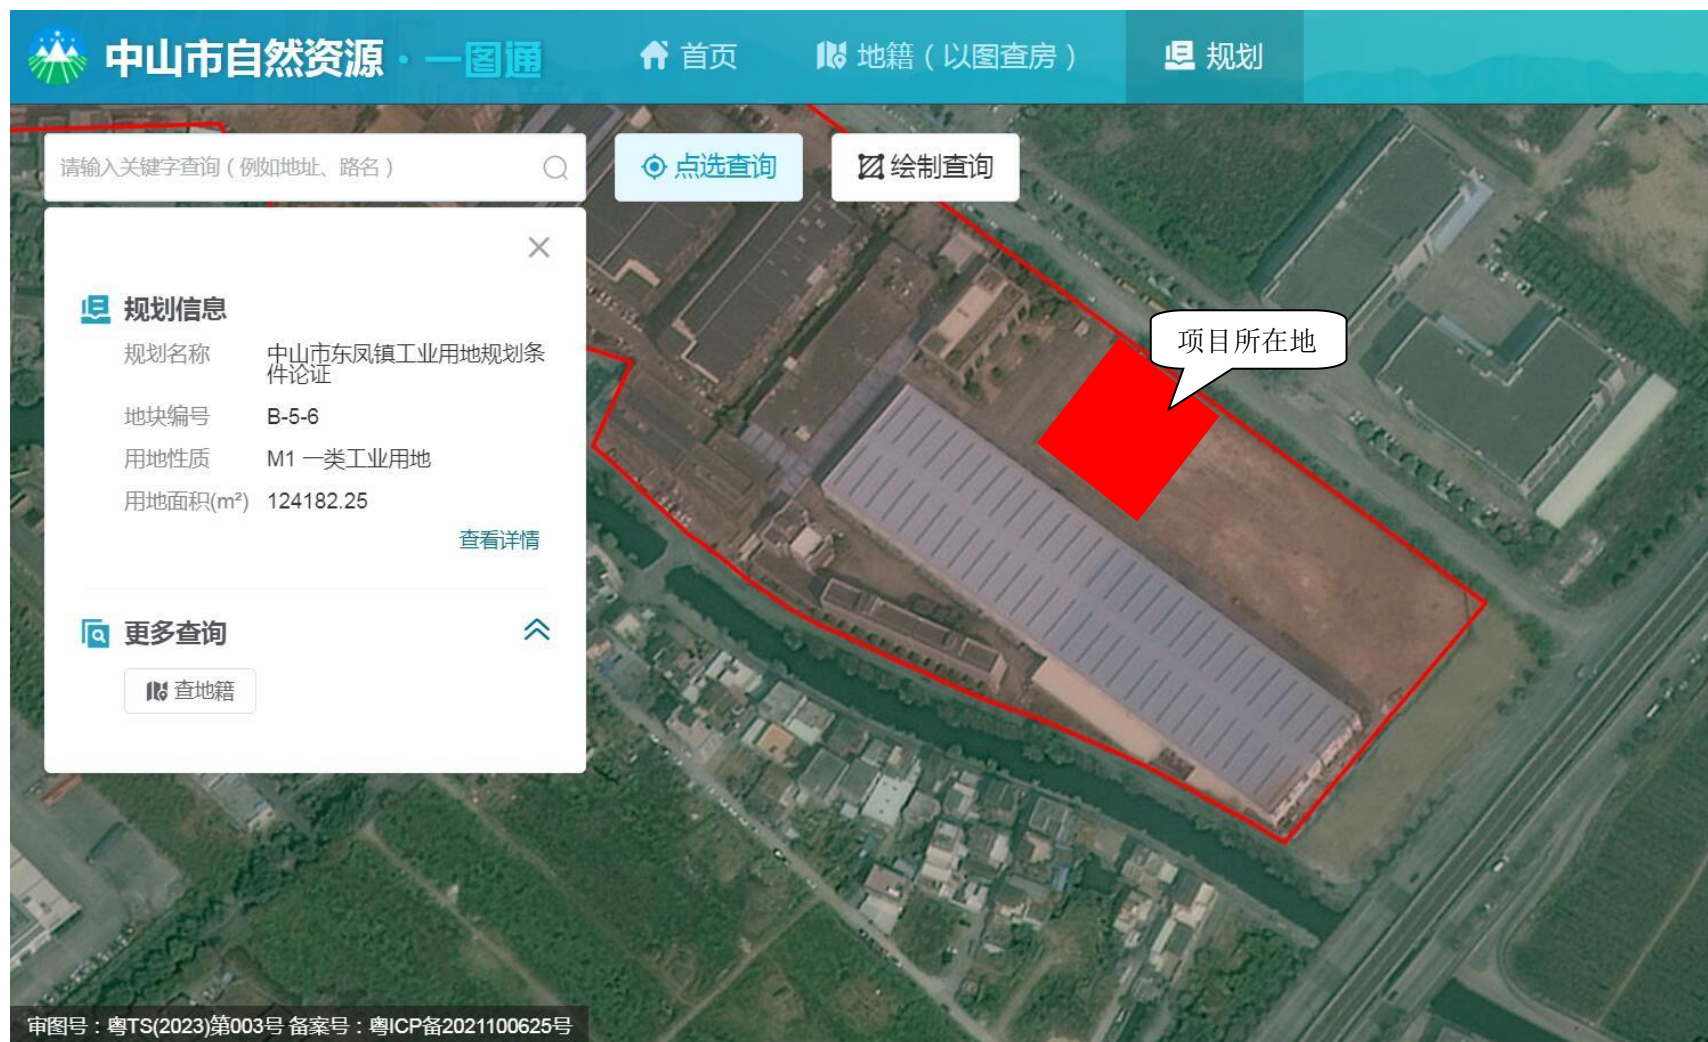 中山市自然资源·一图通
首页
地籍（以图查房）
规划
请输入关键字查询（例如地址、路名）
点选查询
绘制查询
规划信息
规划名称 中山市东凤镇工业用地规划条
件论证
地块编号 B-5-6
用地性质 M1 一类工业用地
用地面积(m²) 124182.25
查看详情
更多查询
查地籍
项目所在地
审图号：粤TS(2023)第003号 备案号：粤ICP备2021100625号